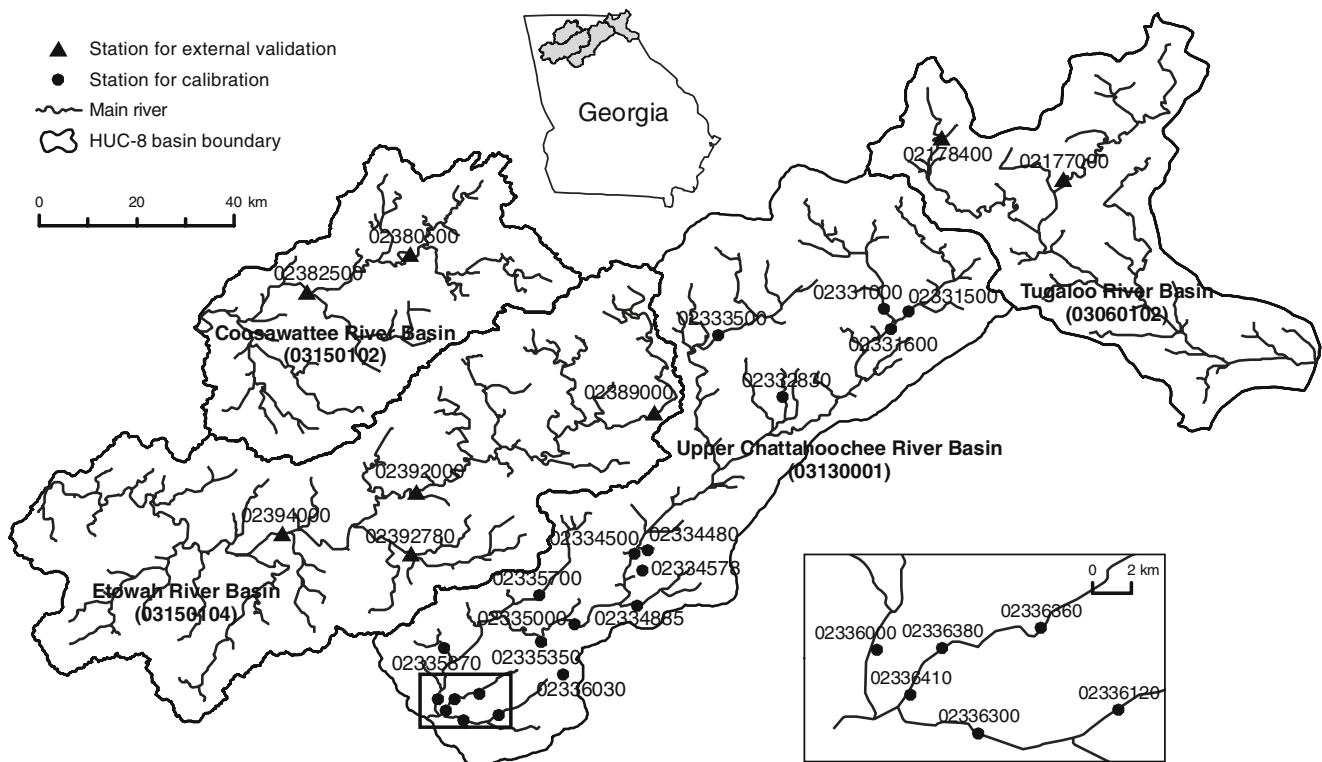 Station for external validation
Station for calibration
Main river
HUC-8 basin boundary
0 20 40 km
Georgia
02178400
02177000
02380500
02382500
Coosawattee River Basin
(03150102)
02331000
02331500
02333500
02331600
Tugaloo River Basin
(03060102)
02332830
02389000
Upper Chattahoochee River Basin
(03130001)
02392000
02394000
02392780
02334500
02334480
02334578
02335700
Etowah River Basin
(03150104)
02335000
02334885
02335350
02335870
02336030
0 2 km
02336360
02336000
02336380
02336410
02336120
02336300